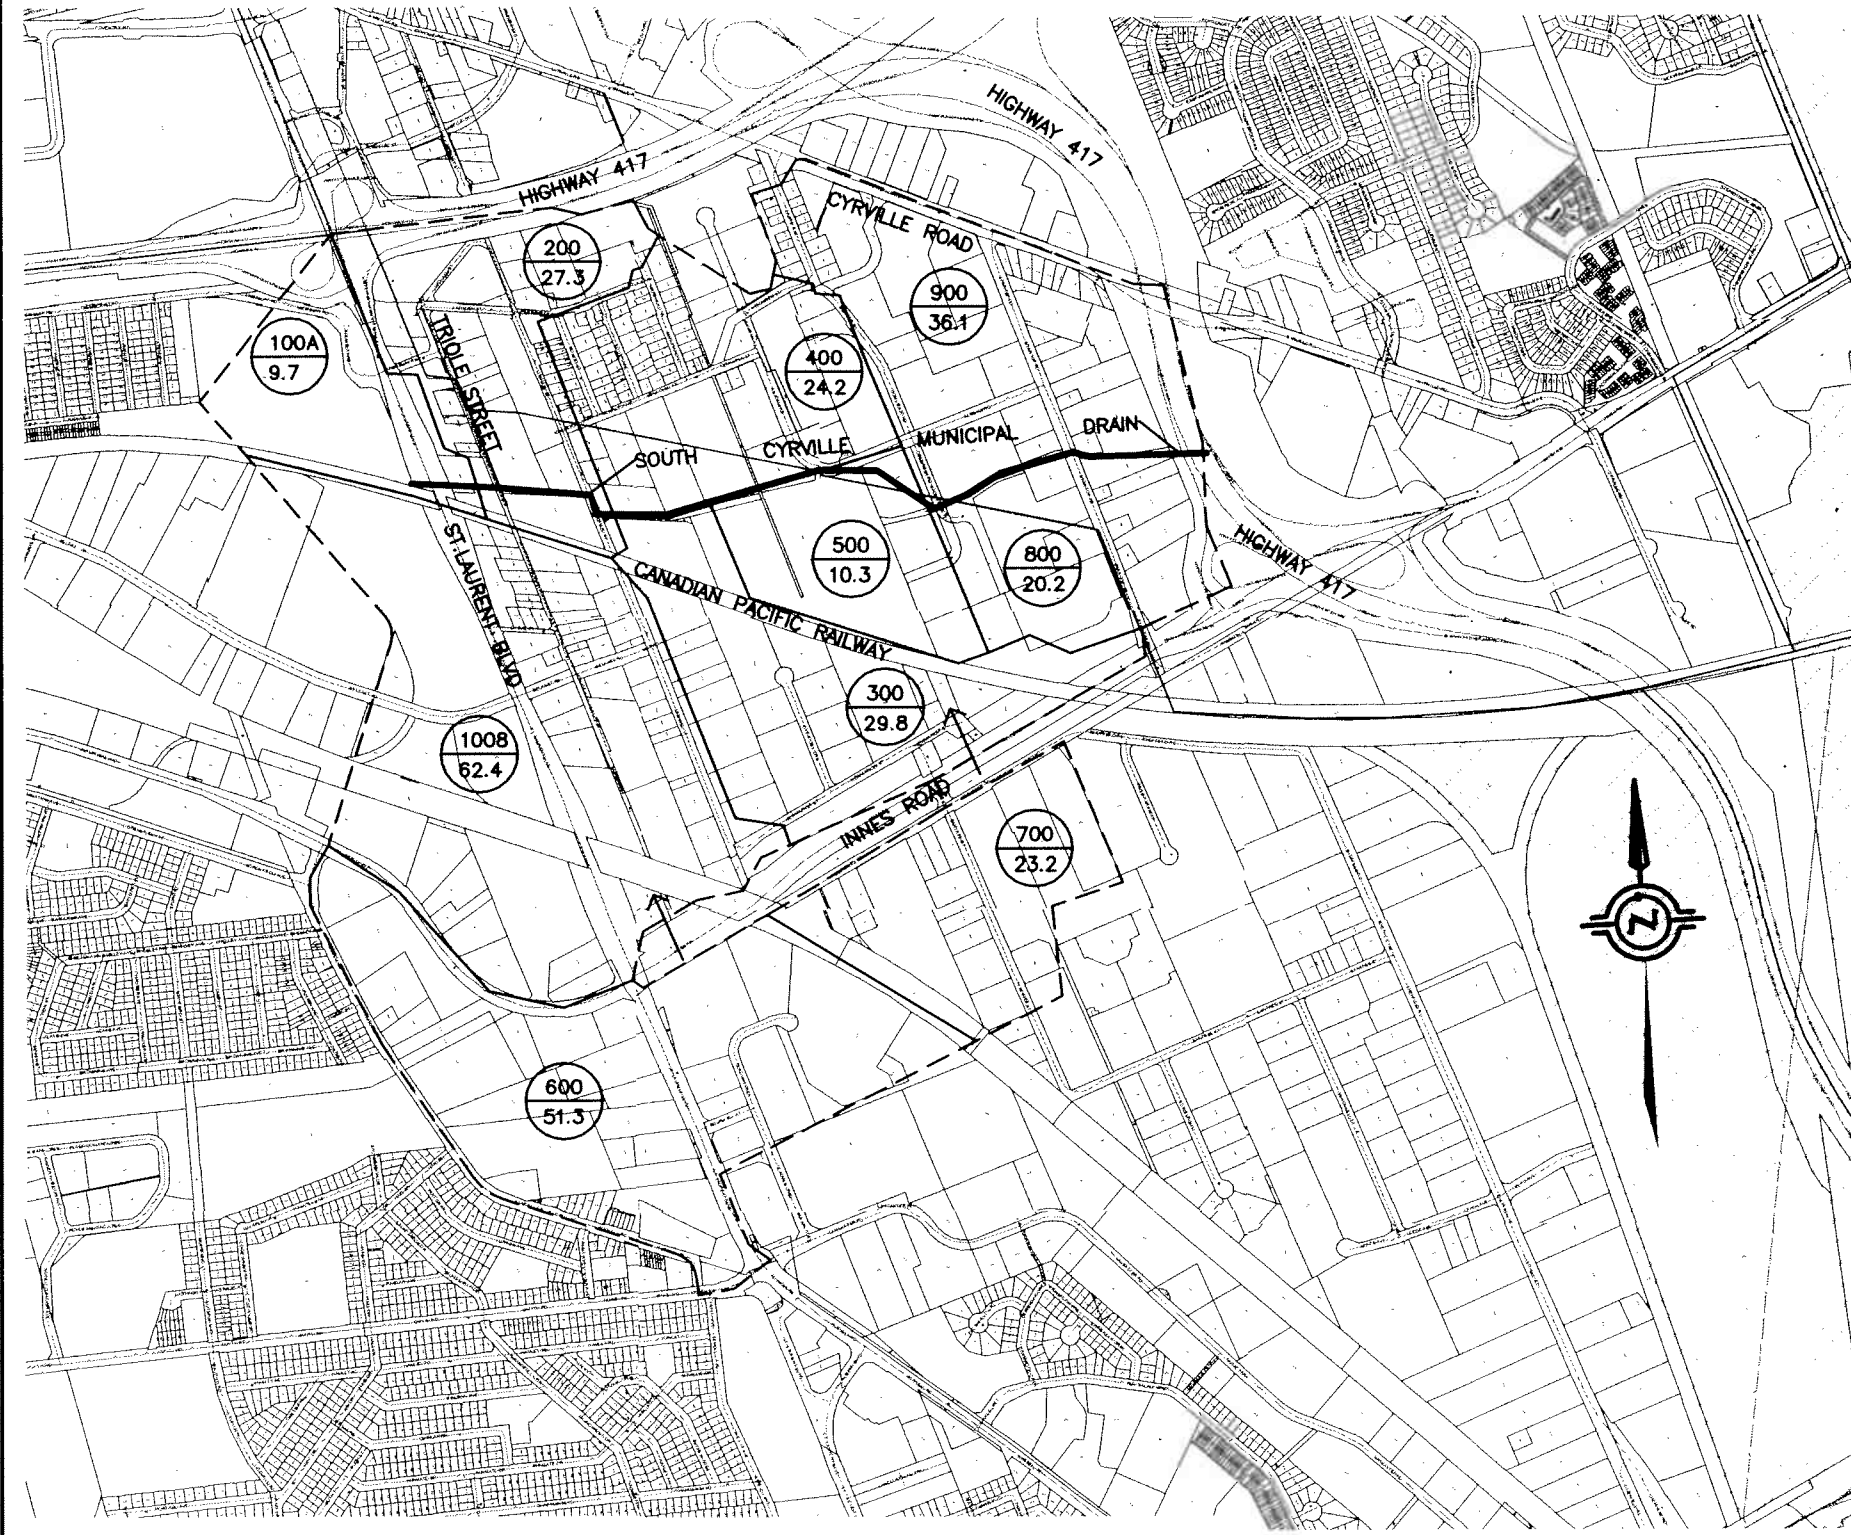 HIGHWAY 417
HIGHWAY 417
CYRVILLE ROAD
200
27.3
900
36.1
100A
9.7
TRIOLE STREET
400
24.2
SOUTH CYRVILLE MUNICIPAL DRAIN
ST.LAURENT BLVD
500
10.3
800
20.2
HIGHWAY 417
CANADIAN PACIFIC RAILWAY
300
29.8
100B
62.4
INNES ROAD
700
23.2
N
600
51.3